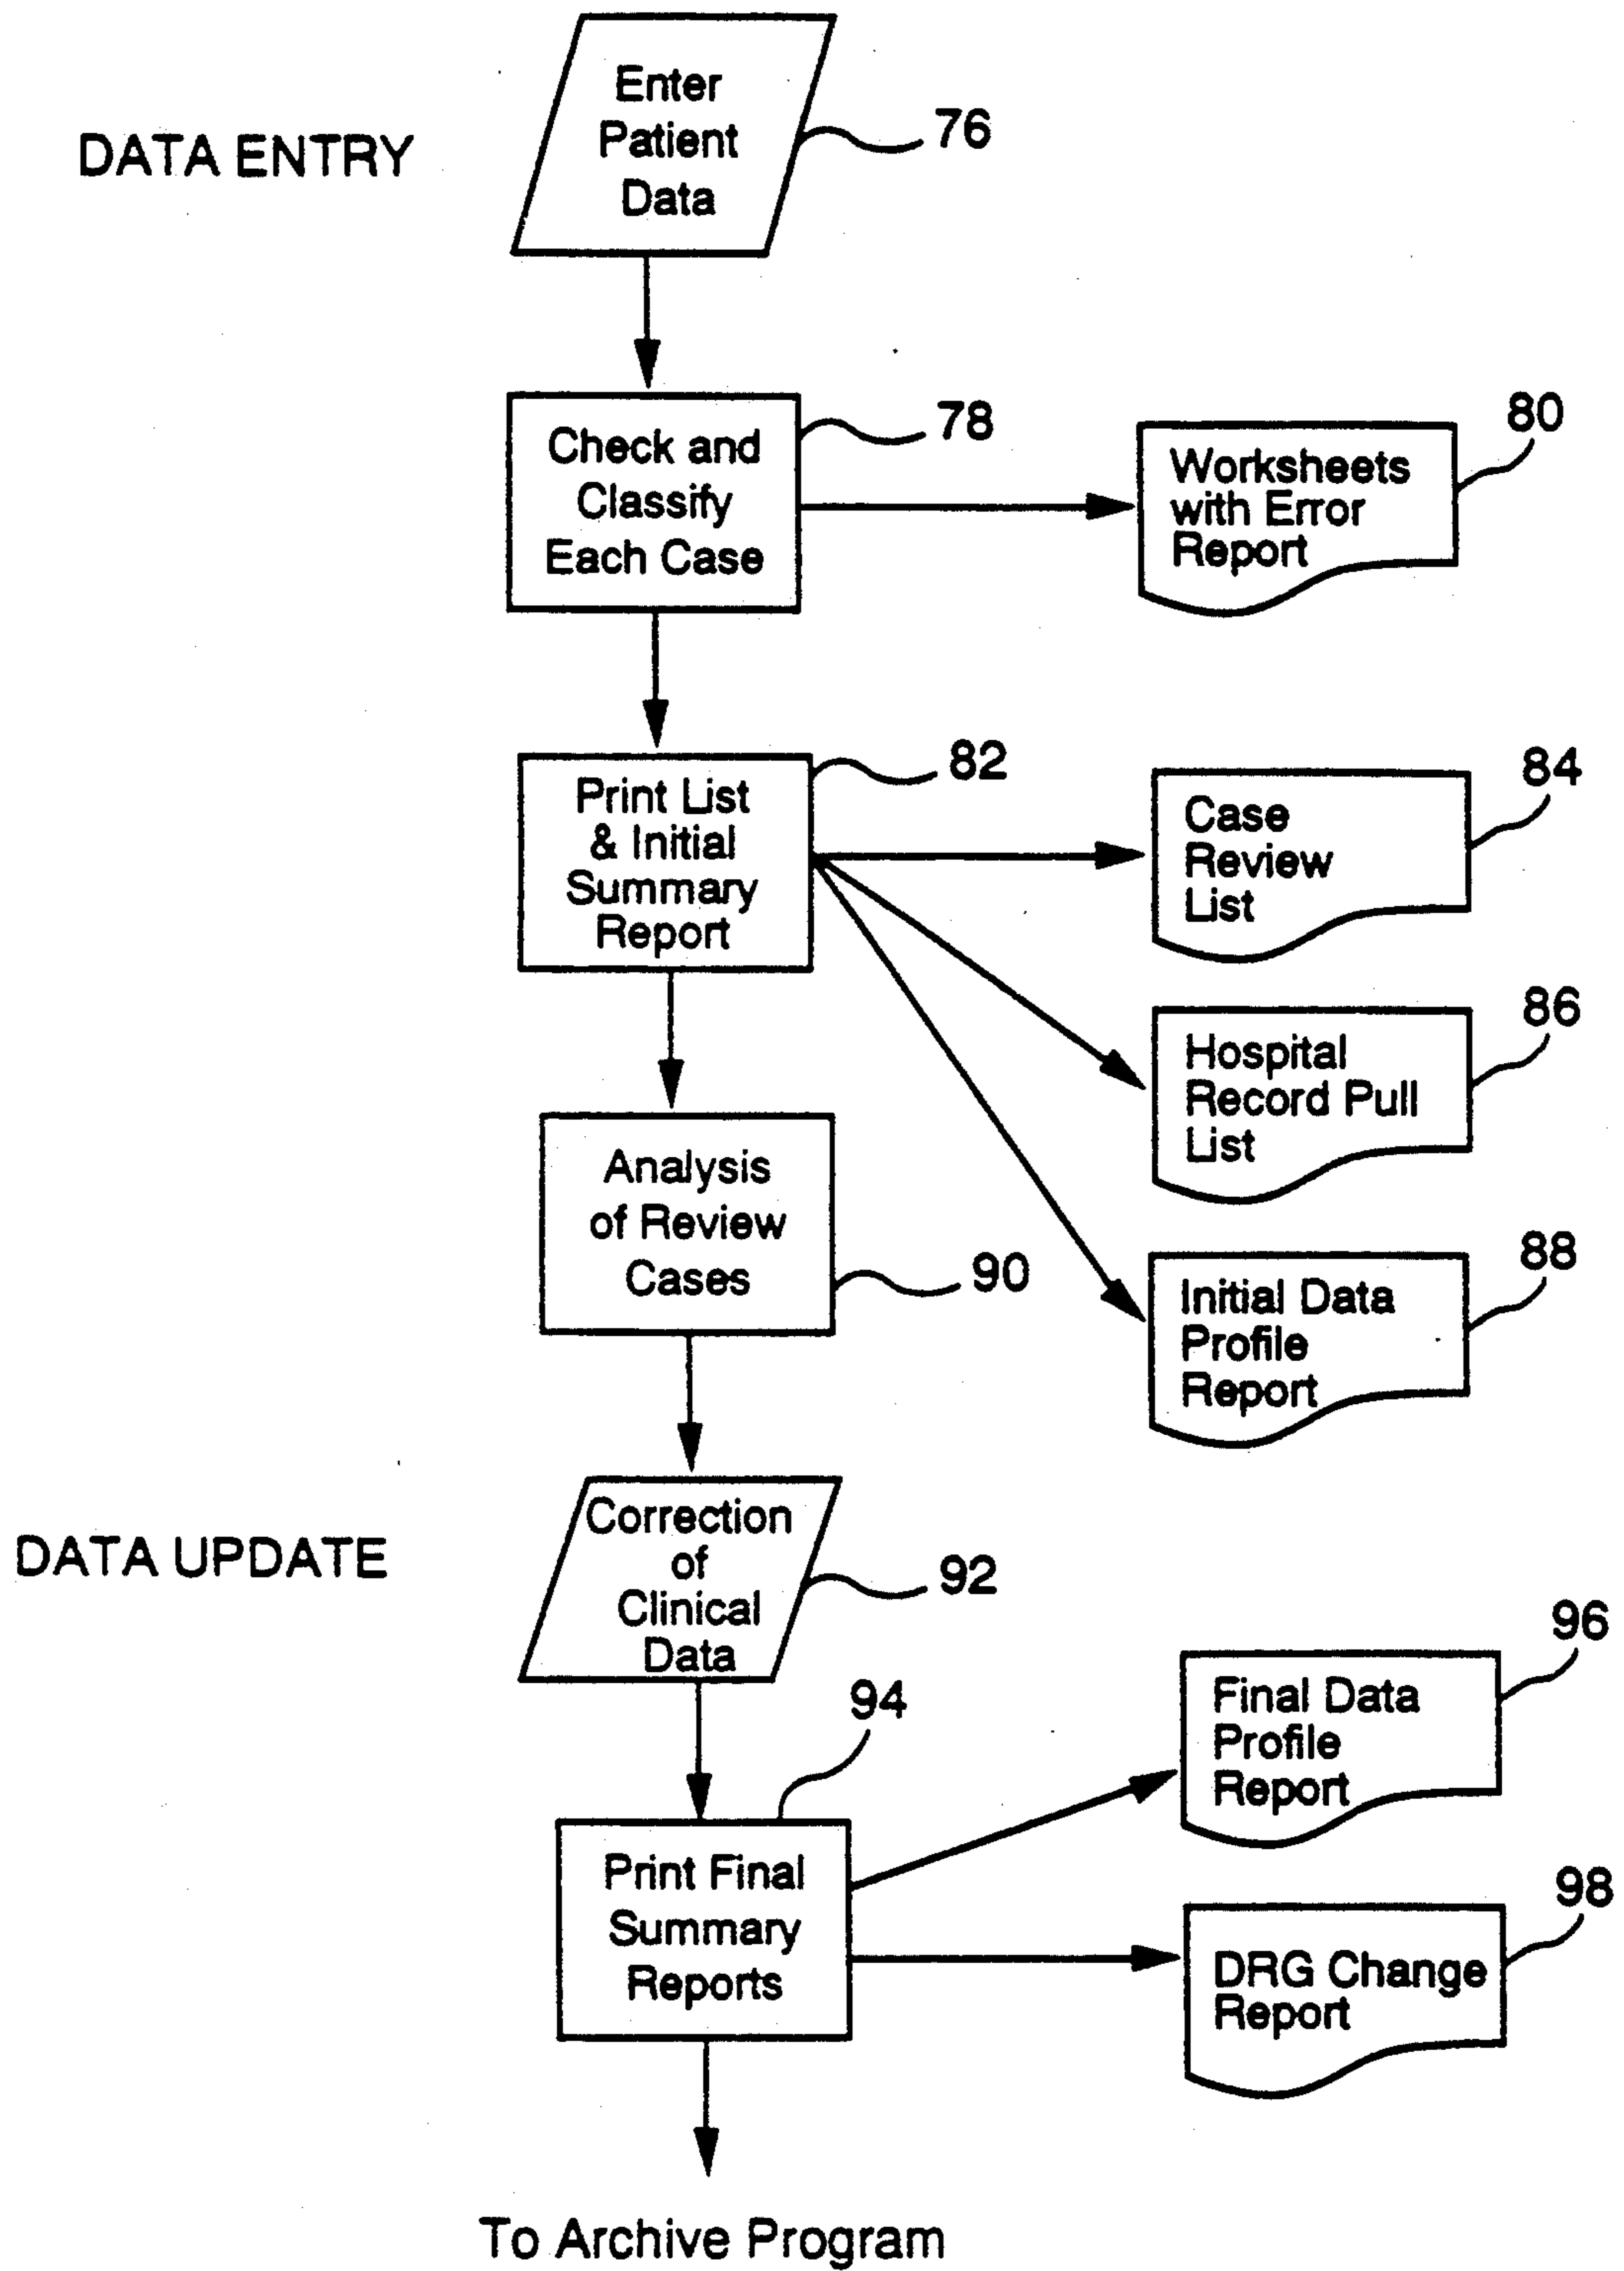 Enter
Patient
Data
76
DATA ENTRY
Check and
Classify
Each Case
78
Worksheets
with Error
Report
80
Print List
& Initial
Summary
Report
82
Case
Review
List
84
Hospital
Record Pull
List
86
Initial Data
Profile
Report
88
Analysis
of Review
Cases
90
DATA UPDATE
Correction
of
Clinical
Data
92
Print Final
Summary
Reports
94
Final Data
Profile
Report
96
DRG Change
Report
98
To Archive Program